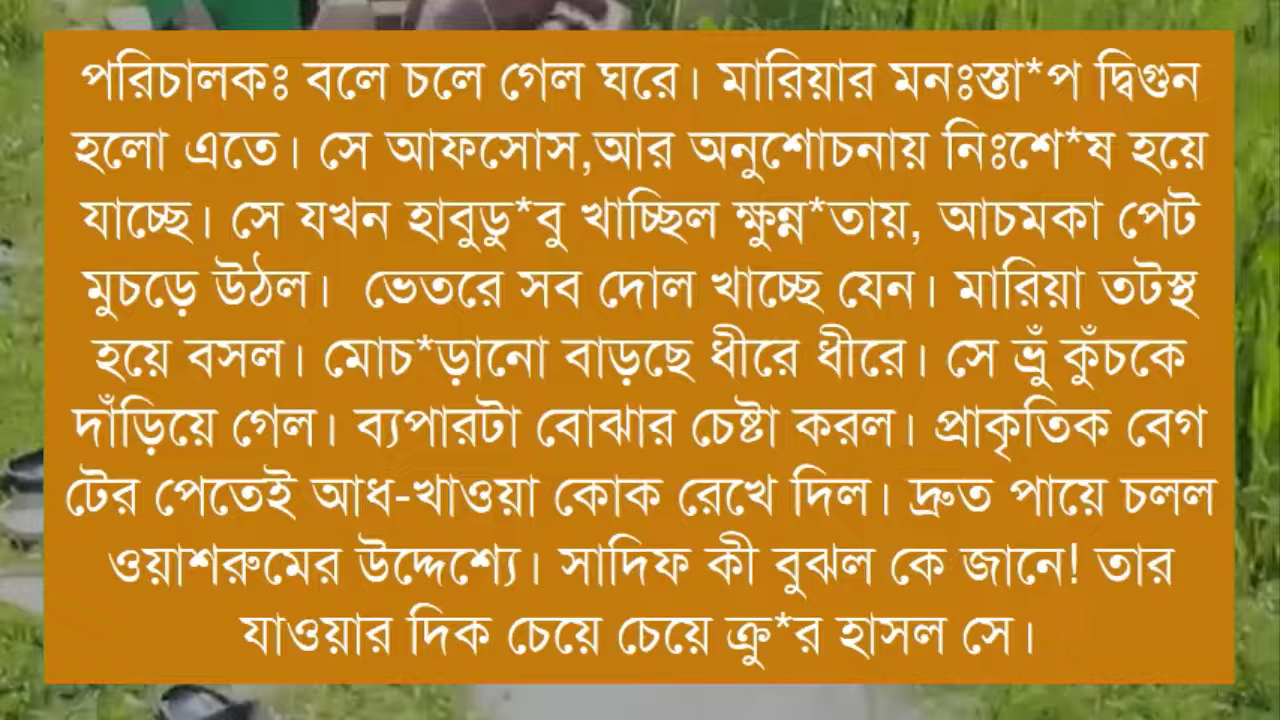 পরিচালকঃ বলে চলে গেল ঘরে। মারিয়ার মনঃস্তা*প দ্বিগুন
হলো এতে। সে আফসোস,আর অনুশোচনায় নিঃশে*ষ হয়ে
যাচ্ছে। সে যখন হাবুডু*বু খাচ্ছিল ক্ষুন্ন*তায়, আচমকা পেট
মুচড়ে উঠল।  ভেতরে সব দোল খাচ্ছে যেন। মারিয়া তটস্থ
হয়ে বসল। মোচ*ড়ানো বাড়ছে ধীরে ধীরে। সে ভ্রুঁ কুঁচকে
দাঁড়িয়ে গেল। ব্যপারটা বোঝার চেষ্টা করল। প্রাকৃতিক বেগ
টের পেতেই আধ-খাওয়া কোক রেখে দিল। দ্রুত পায়ে চলল
ওয়াশরুমের উদ্দেশ্যে। সাদিফ কী বুঝল কে জানে! তার
যাওয়ার দিক চেয়ে চেয়ে ক্রু*র হাসল সে।